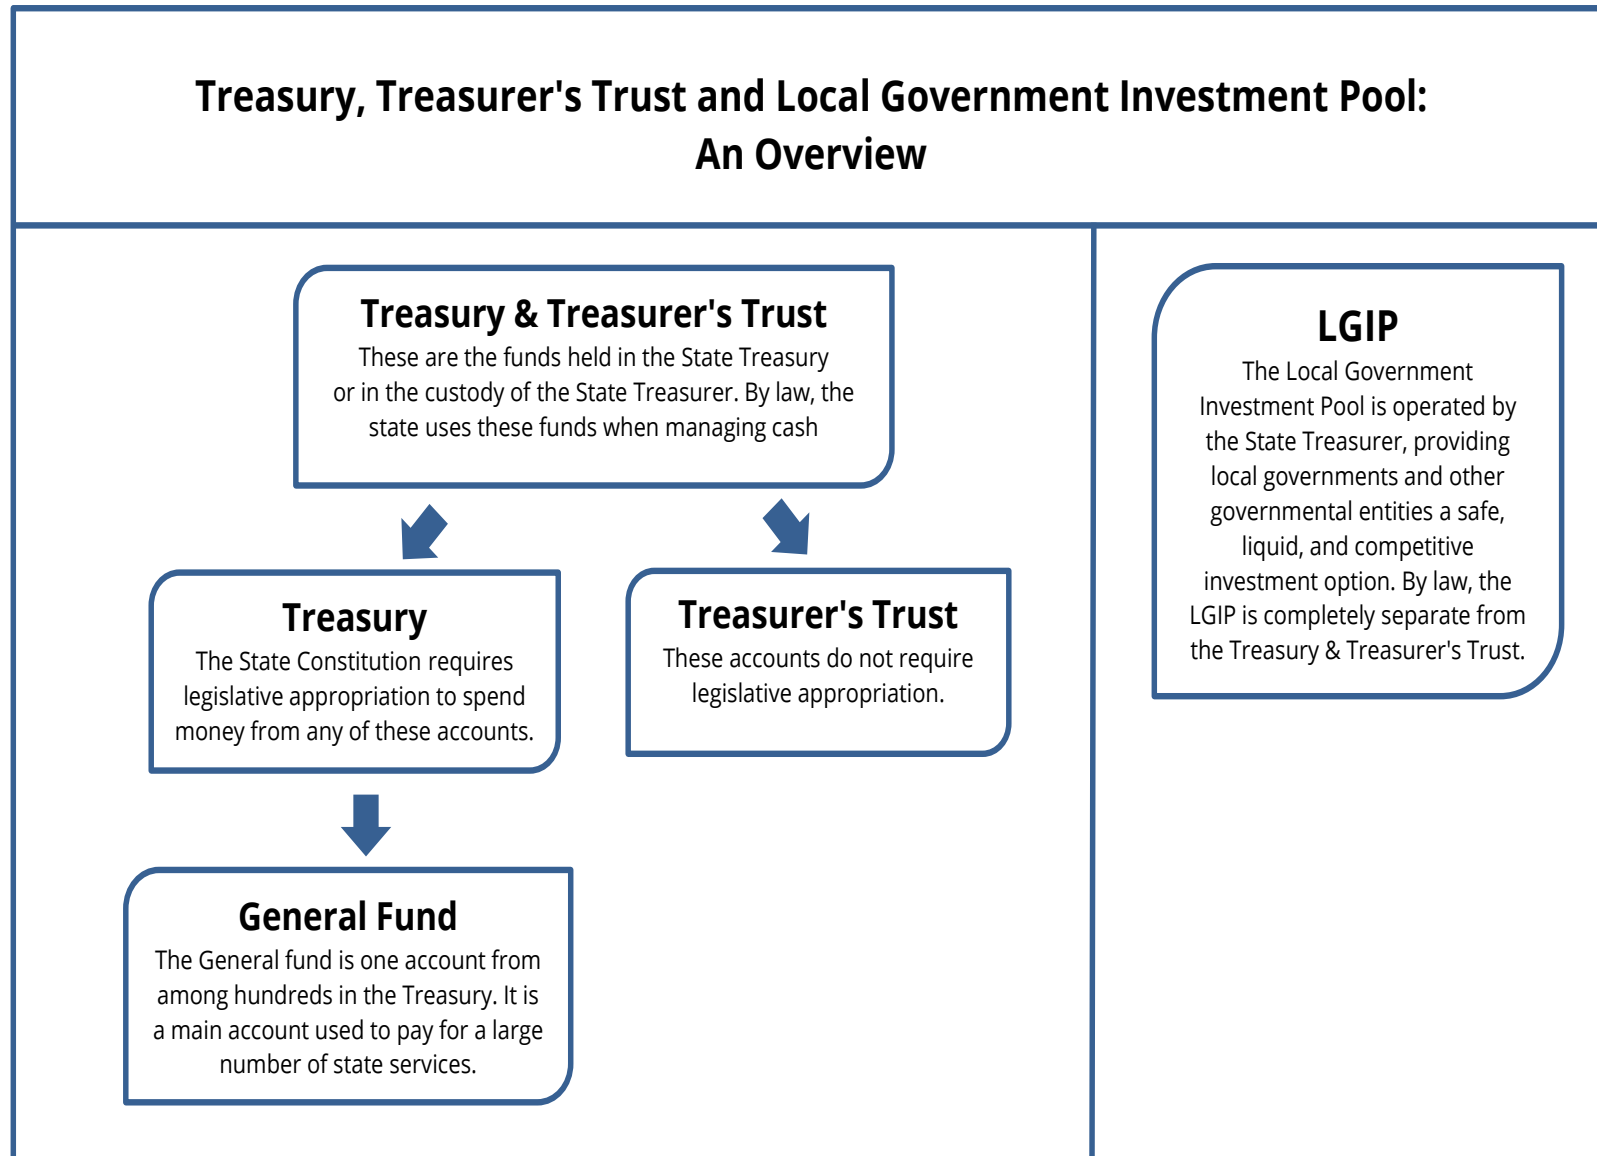 Treasury, Treasurer's Trust and Local Government Investment Pool:
An Overview
Treasury & Treasurer's Trust
These are the funds held in the State Treasury
or in the custody of the State Treasurer. By law, the
state uses these funds when managing cash
Treasury
The State Constitution requires
legislative appropriation to spend
money from any of these accounts.
Treasurer's Trust
These accounts do not require
legislative appropriation.
General Fund
The General fund is one account from
among hundreds in the Treasury. It is
a main account used to pay for a large
number of state services.
LGIP
The Local Government
Investment Pool is operated by
the State Treasurer, providing
local governments and other
governmental entities a safe,
liquid, and competitive
investment option. By law, the
LGIP is completely separate from
the Treasury & Treasurer's Trust.